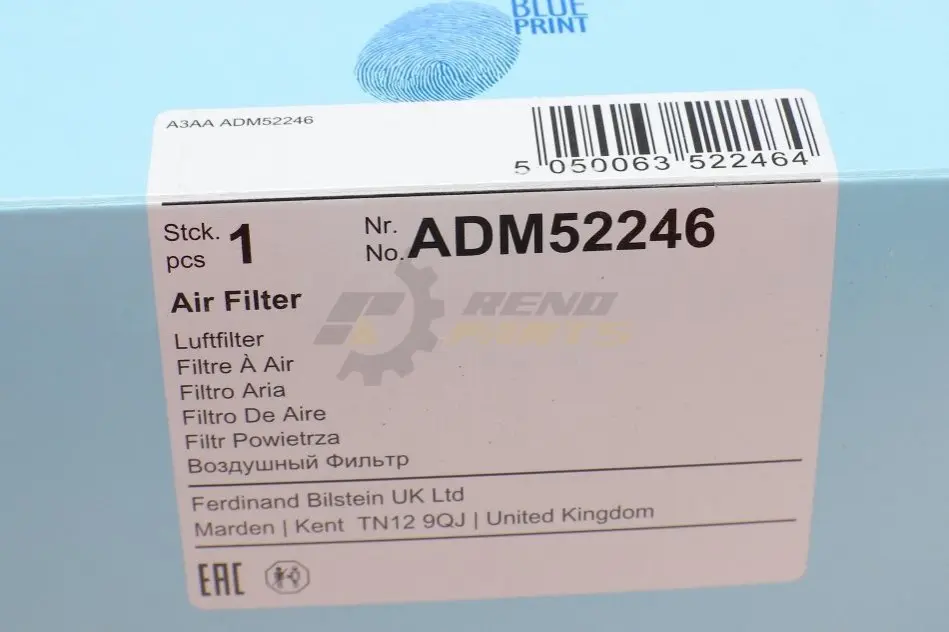 BLUE
PRINT
A3AA ADM52246
5 050063 522464
Stck.
pcs
1
Nr.
No.
ADM52246
Air Filter
RENO
PARTS
Luftfilter
Filtre À Air
Filtro Aria
Filtro De Aire
Filtr Powietrza
Воздушный Фильтр
Ferdinand Bilstein UK Ltd
Marden | Kent TN12 9QJ | United Kingdom
EAC